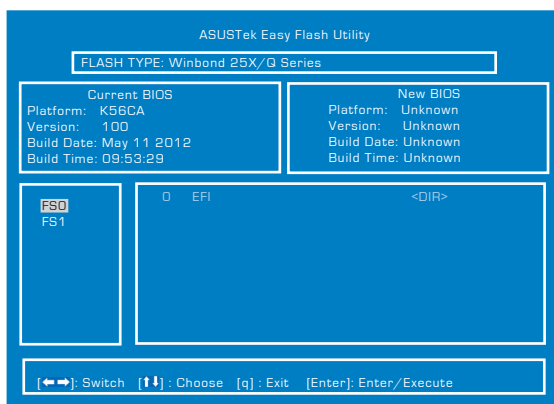 ASUSTek Easy Flash Utility
FLASH TYPE: Winbond 25X/Q Series
Current BIOS
Platform: K56CA
Version: 100
Build Date: May 11 2012
Build Time: 09:53:29
New BIOS
Platform: Unknown
Version: Unknown
Build Date: Unknown
Build Time: Unknown
FS0
FS1
0 EFI <DIR>
[←→]: Switch [↑↓] : Choose [q] : Exit [Enter]: Enter/Execute